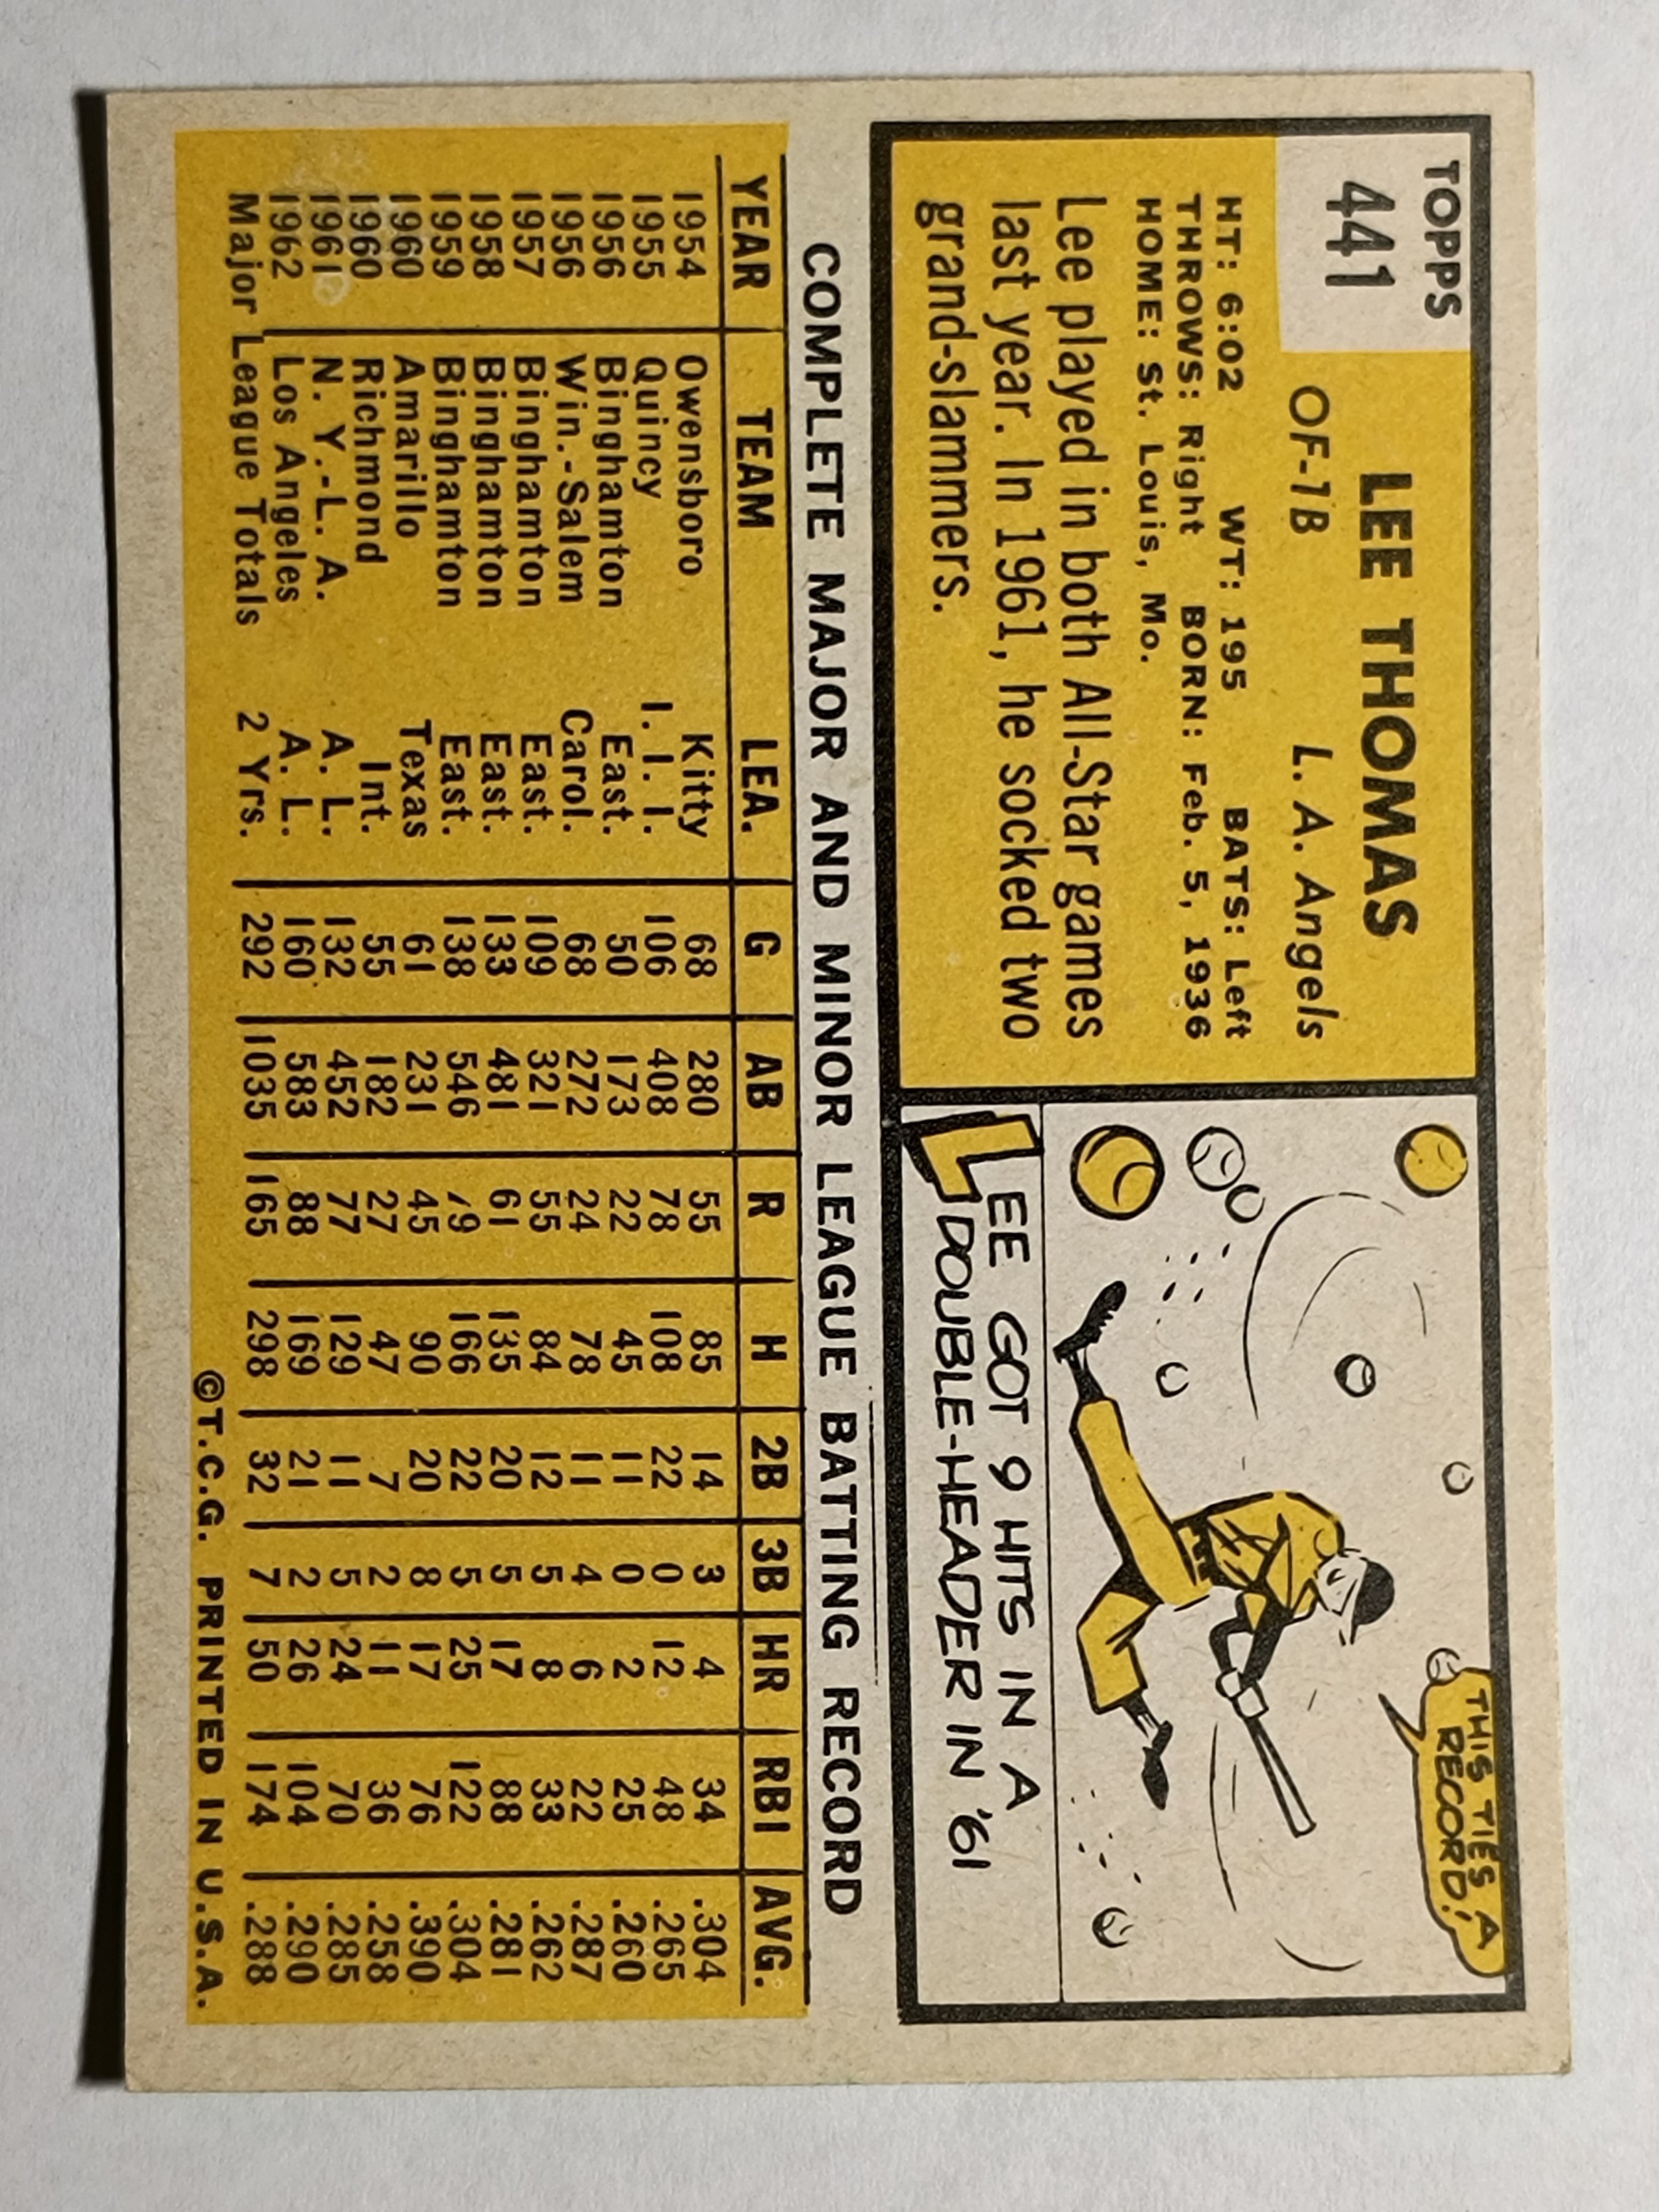 TOPPS
441
LEE THOMAS
OF-1B L. A. Angels
HT: 6:02 WT: 195 BATS: Left
THROWS: Right BORN: Feb. 5, 1936
HOME: St. Louis, Mo.
Lee played in both All-Star games
last year. In 1961, he socked two
grand-slammers.
THIS TIES A
RECORD!
LEE GOT 9 HITS IN A
DOUBLE-HEADER IN '61
COMPLETE MAJOR AND MINOR LEAGUE BATTING RECORD
YEAR TEAM LEA. G AB R H 2B 3B HR RBI AVG.
1954 Owensboro Kitty 68 280 55 85 14 3 4 34 .304
1955 Quincy I. I. I. 106 408 78 108 22 0 12 48 .265
1956 Binghamton East. 50 173 22 45 11 0 2 25 .260
1956 Win.-Salem Carol. 68 272 24 78 11 4 6 22 .287
1957 Binghamton East. 109 321 55 84 12 5 8 33 .262
1958 Binghamton East. 133 481 61 135 20 5 17 88 .281
1959 Binghamton East. 138 546 79 166 22 5 25 122 .304
1960 Amarillo Texas 61 231 45 90 20 8 17 76 .390
1960 Richmond Int. 55 182 27 47 7 2 11 36 .258
1961 N. Y.-L. A. A. L. 132 452 77 129 11 5 24 70 .285
1962 Los Angeles A. L. 160 583 88 169 21 2 26 104 .290
Major League Totals 2 Yrs. 292 1035 165 298 32 7 50 174 .288
©T.C.G. PRINTED IN U.S.A.